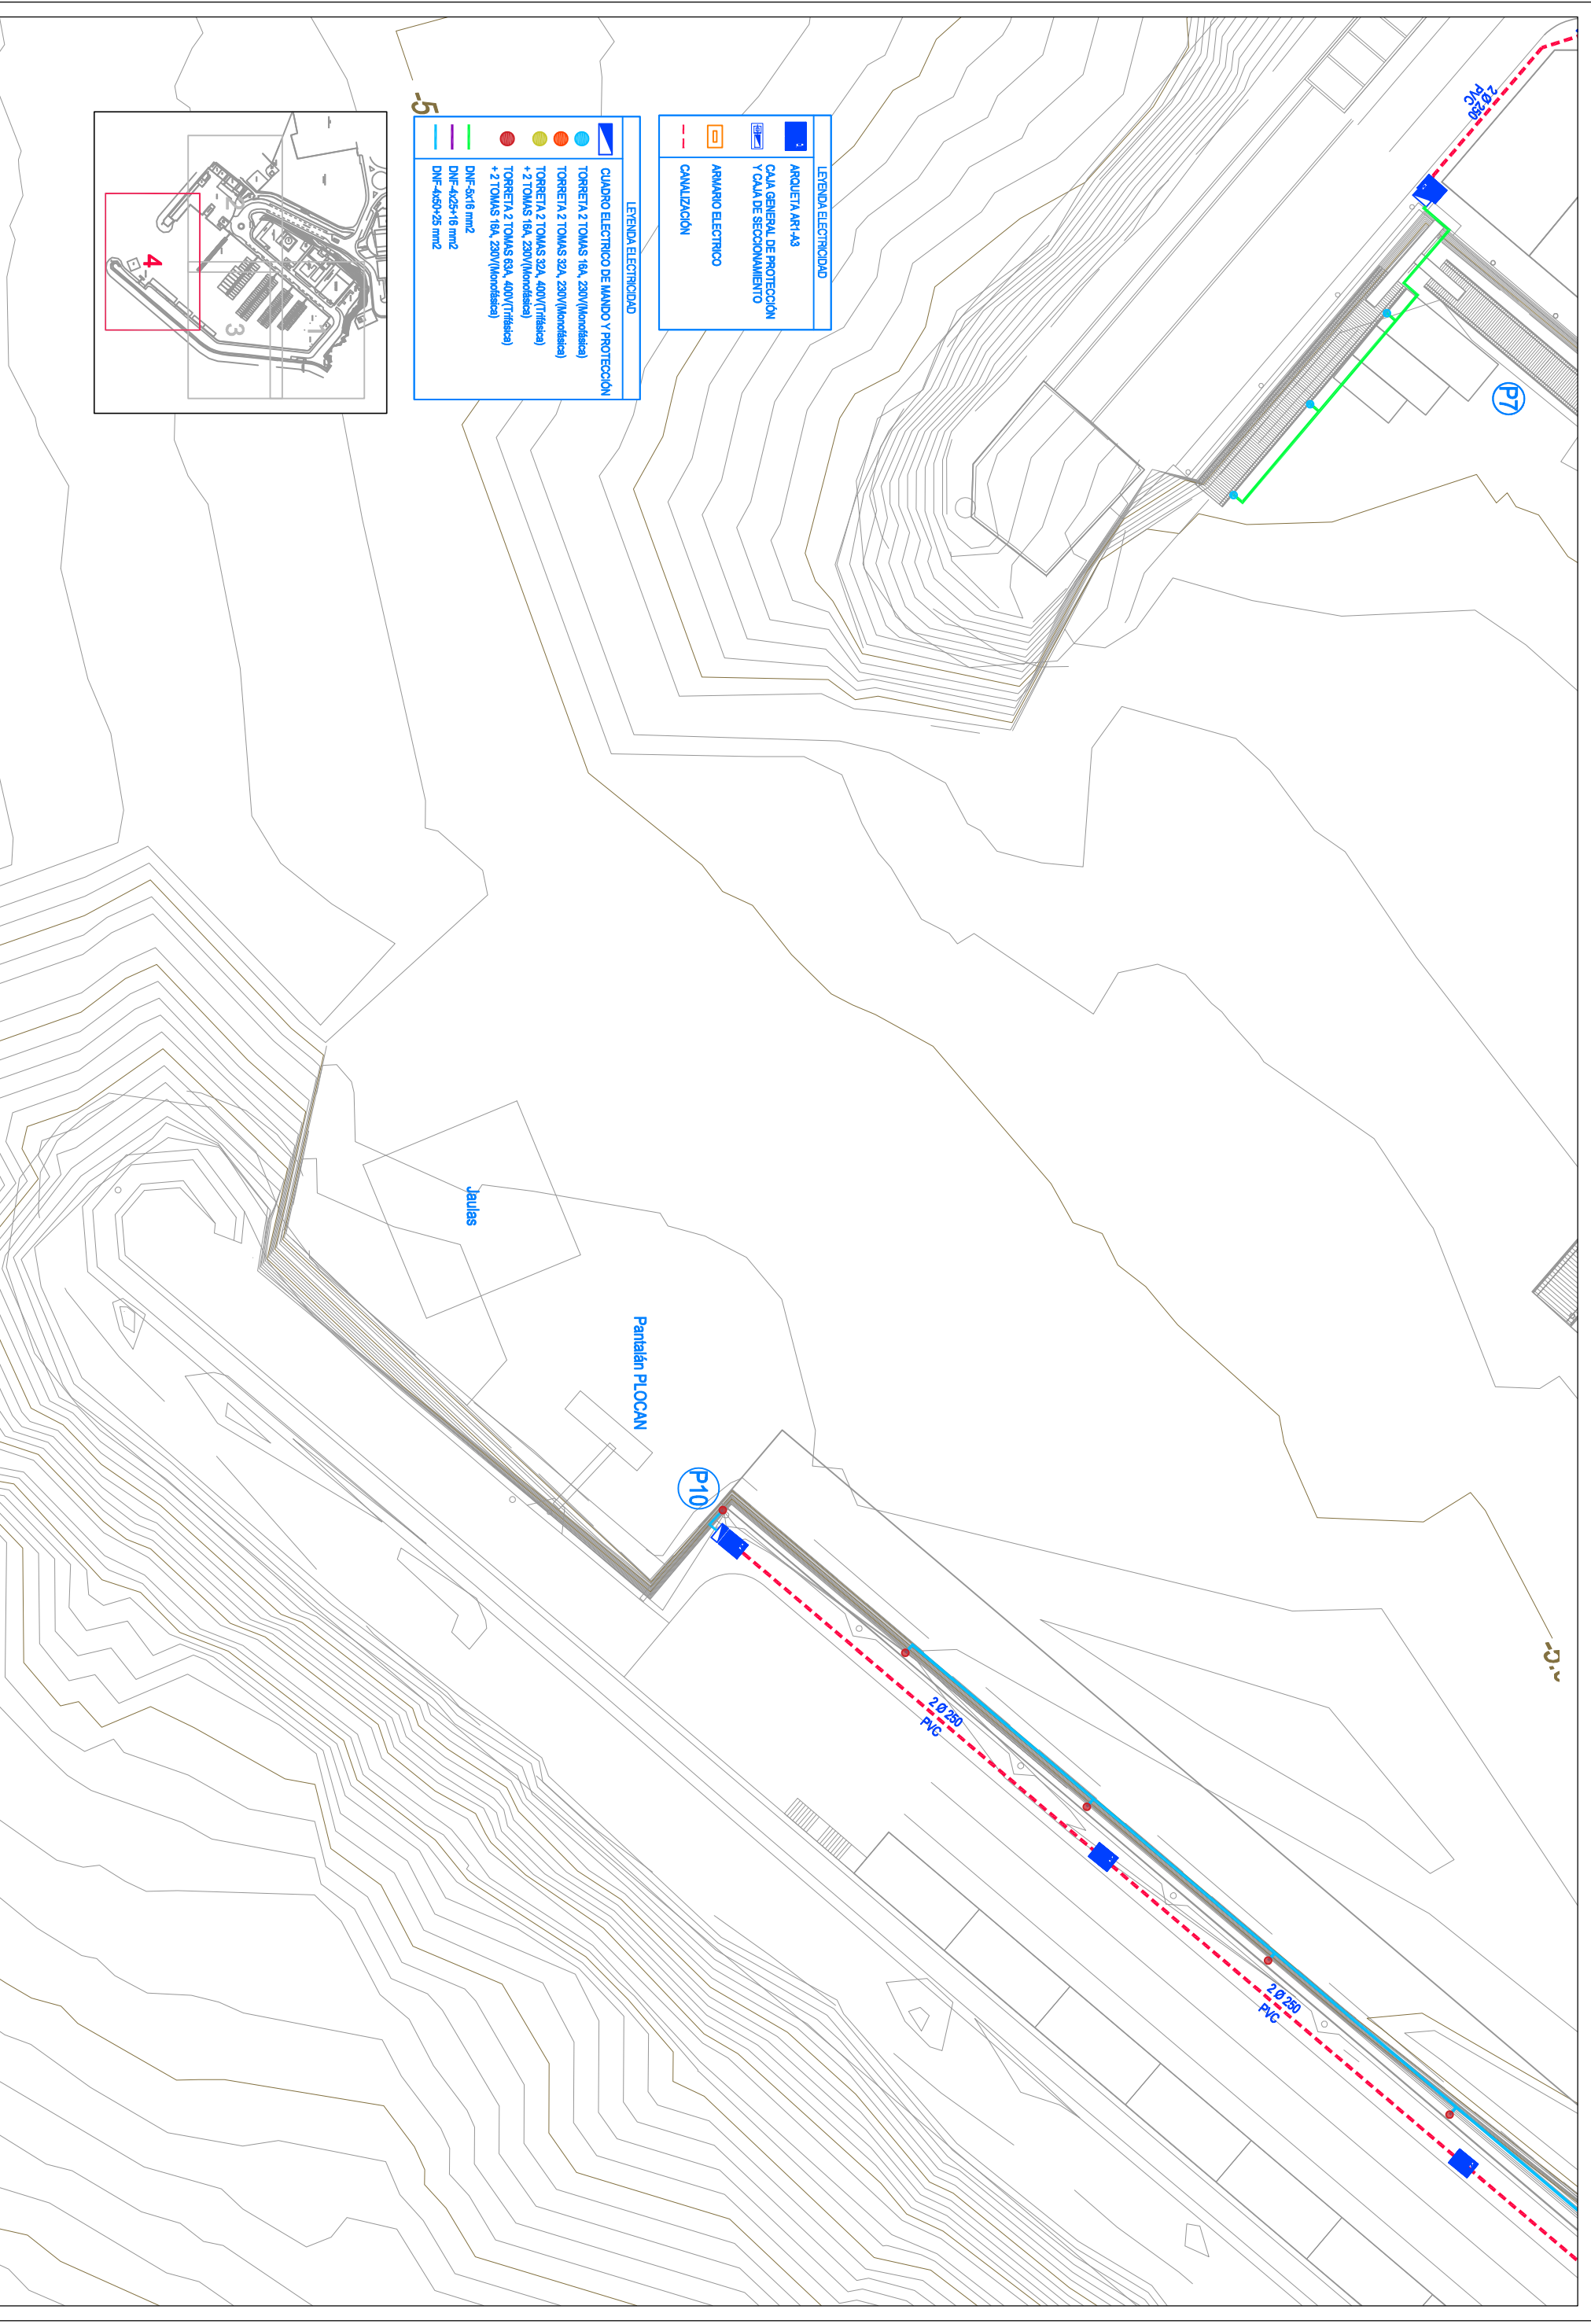 2 Ø 250
PVC
P7
LEYENDA ELECTRICIDAD
ARQUETA AR1-A3
CAJA GENERAL DE PROTECCIÓN
Y CAJA DE SECCIONAMIENTO
ARMARIO ELECTRICO
CANALIZACIÓN
LEYENDA ELECTRICIDAD
CUADRO ELECTRICO DE MANDO Y PROTECCIÓN
TORRETA 2 TOMAS 16A, 230V(Monofásica)
TORRETA 2 TOMAS 32A, 230V(Monofásica)
TORRETA 2 TOMAS 32A, 400V(Trifásica)
+ 2 TOMAS 16A, 230V(Monofásica)
TORRETA 2 TOMAS 63A, 400V(Trifásica)
+ 2 TOMAS 16A, 230V(Monofásica)
DNF-5x16 mm2
DNF-4x25+16 mm2
DNF-4x50+25 mm2
-5
1
2
3
4
Jaulas
Pantalán PLOCAN
P10
2 Ø 250
PVC
2 Ø 250
PVC